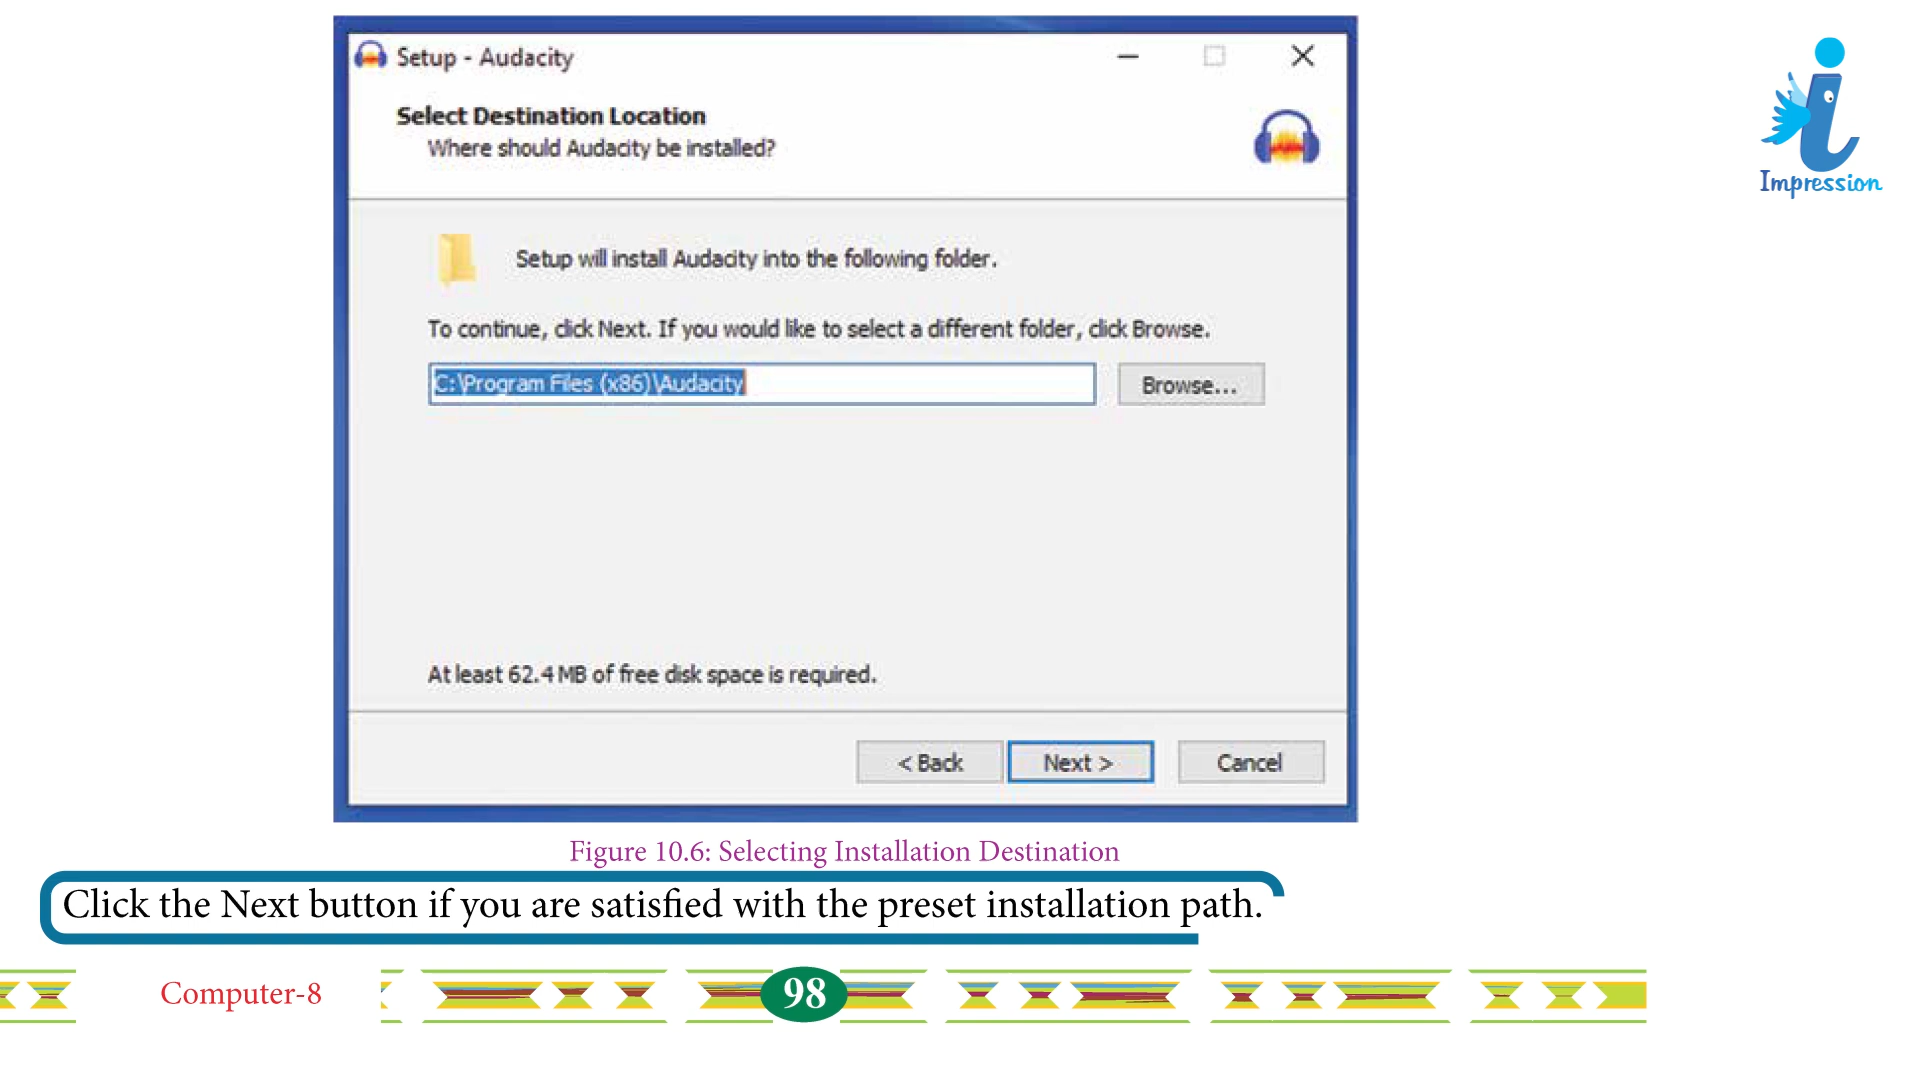 Setup - Audacity
Select Destination Location
Where should Audacity be installed?
Impression
Setup will install Audacity into the following folder.
To continue, click Next. If you would like to select a different folder, click Browse.
C:\Program Files (x86)\Audacity
Browse...
At least 62.4 MB of free disk space is required.
< Back Next > Cancel
Figure 10.6: Selecting Installation Destination
Click the Next button if you are satisfied with the preset installation path.
Computer-8
98